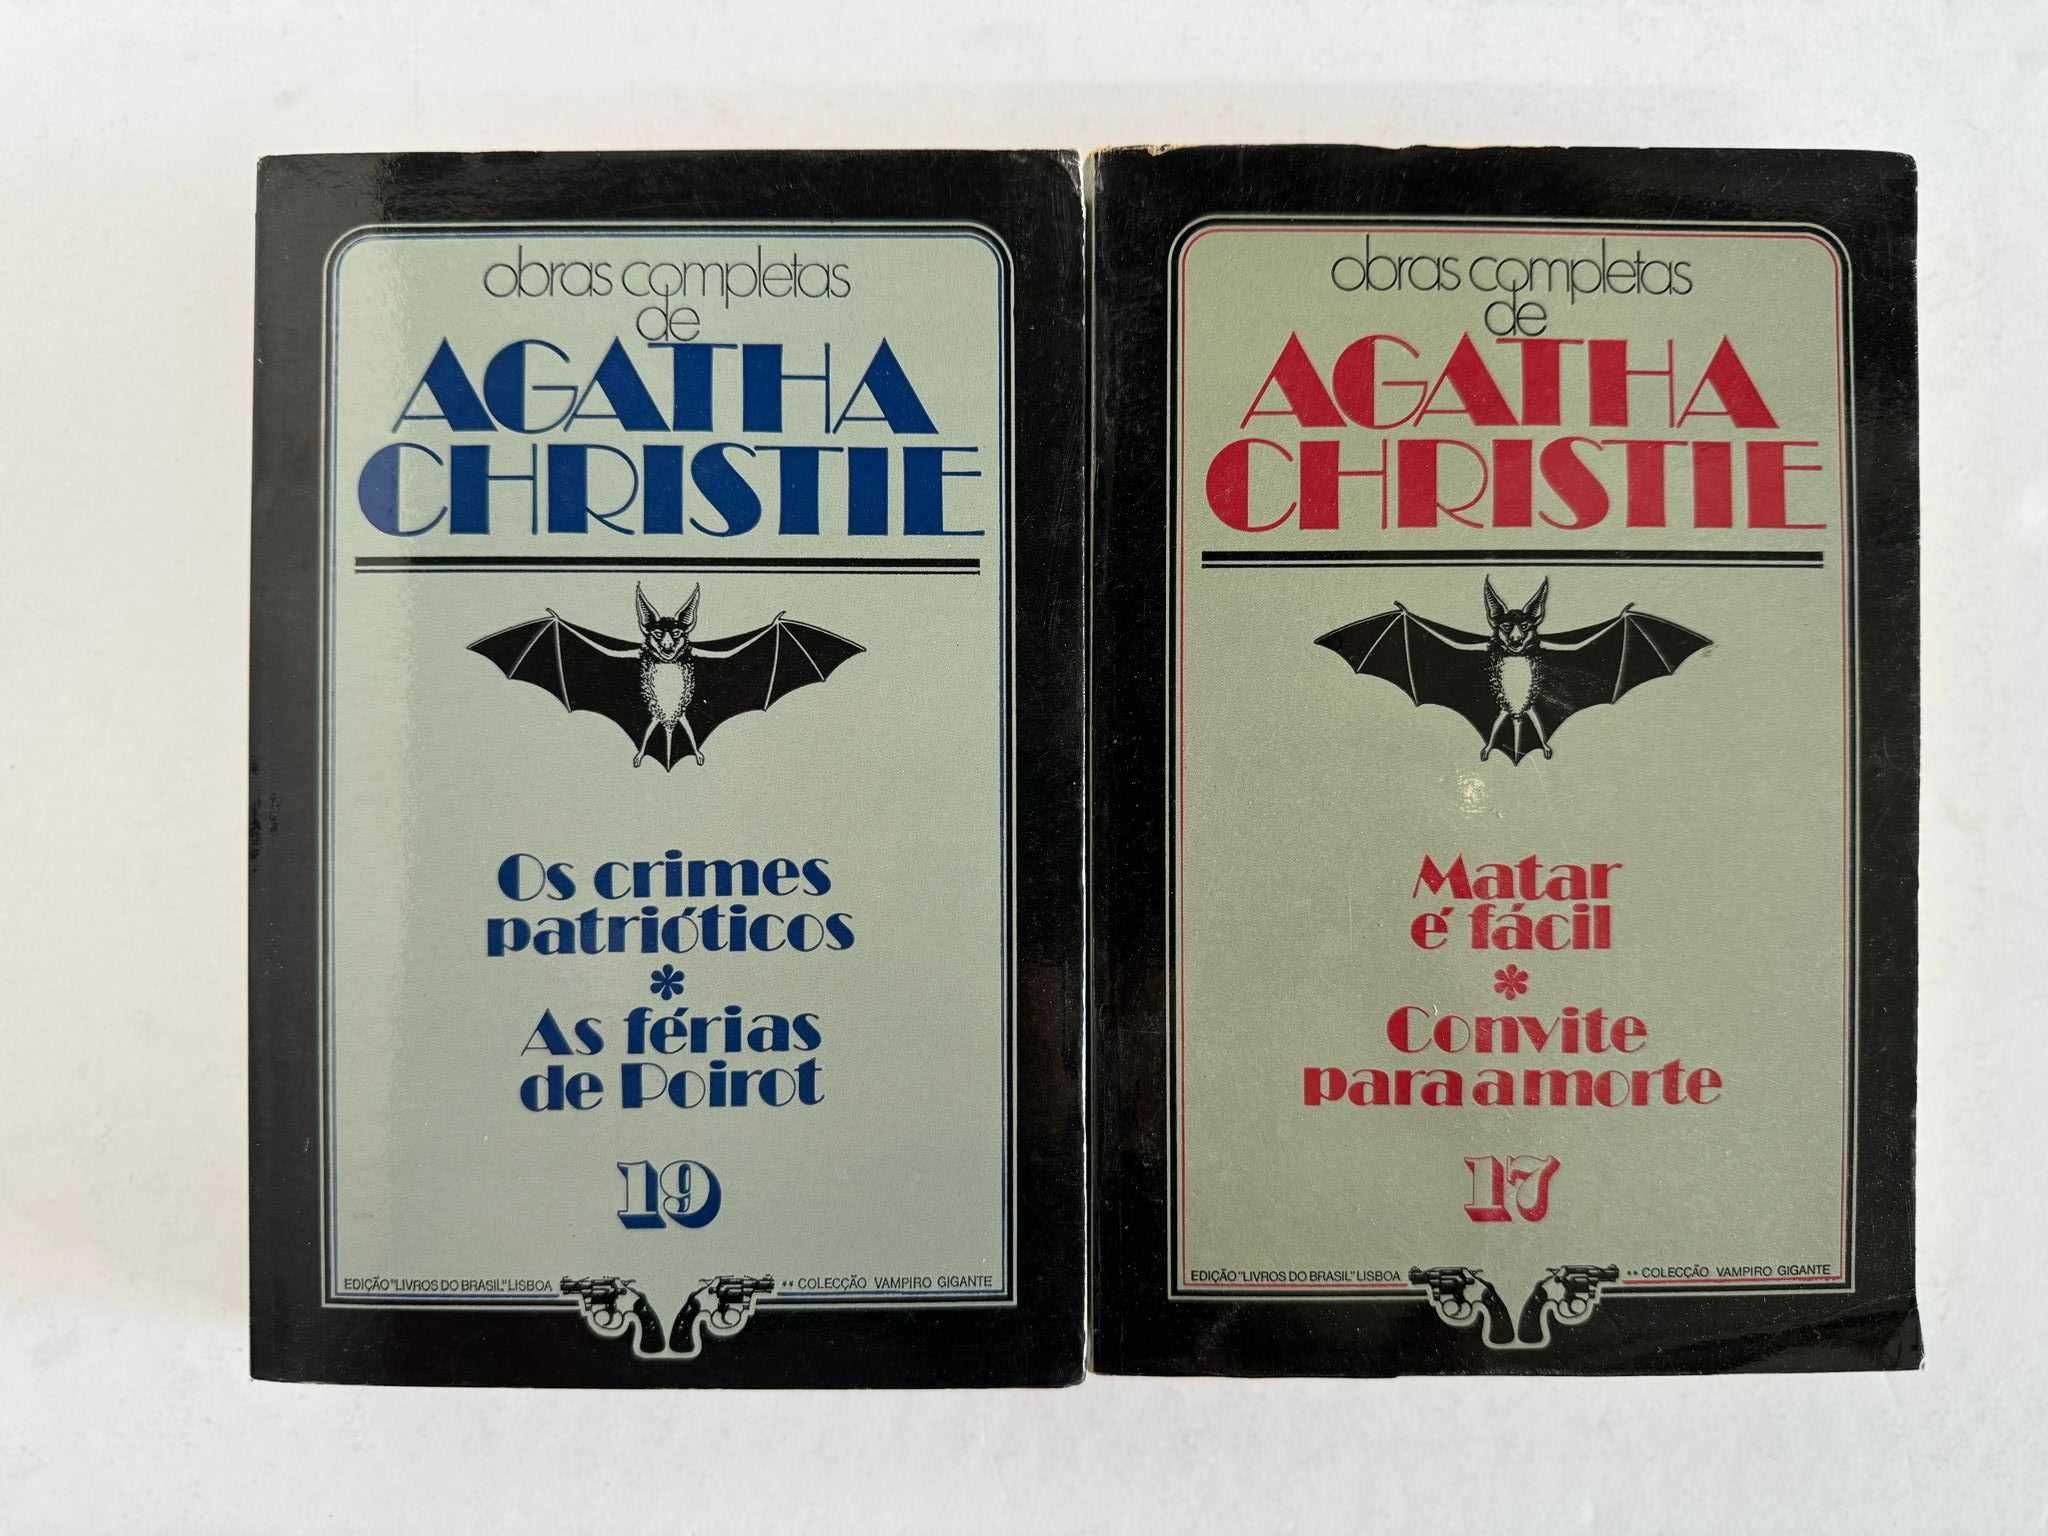 obras completas
de
AGATHA
CHRISTIE
Os crimes
patrióticos
*
As férias
de Poirot
19
EDIÇÃO "LIVROS DO BRASIL" LISBOA
** COLECÇÃO VAMPIRO GIGANTE
obras completas
de
AGATHA
CHRISTIE
Matar
é fácil
*
Convite
para a morte
17
EDIÇÃO "LIVROS DO BRASIL" LISBOA
** COLECÇÃO VAMPIRO GIGANTE